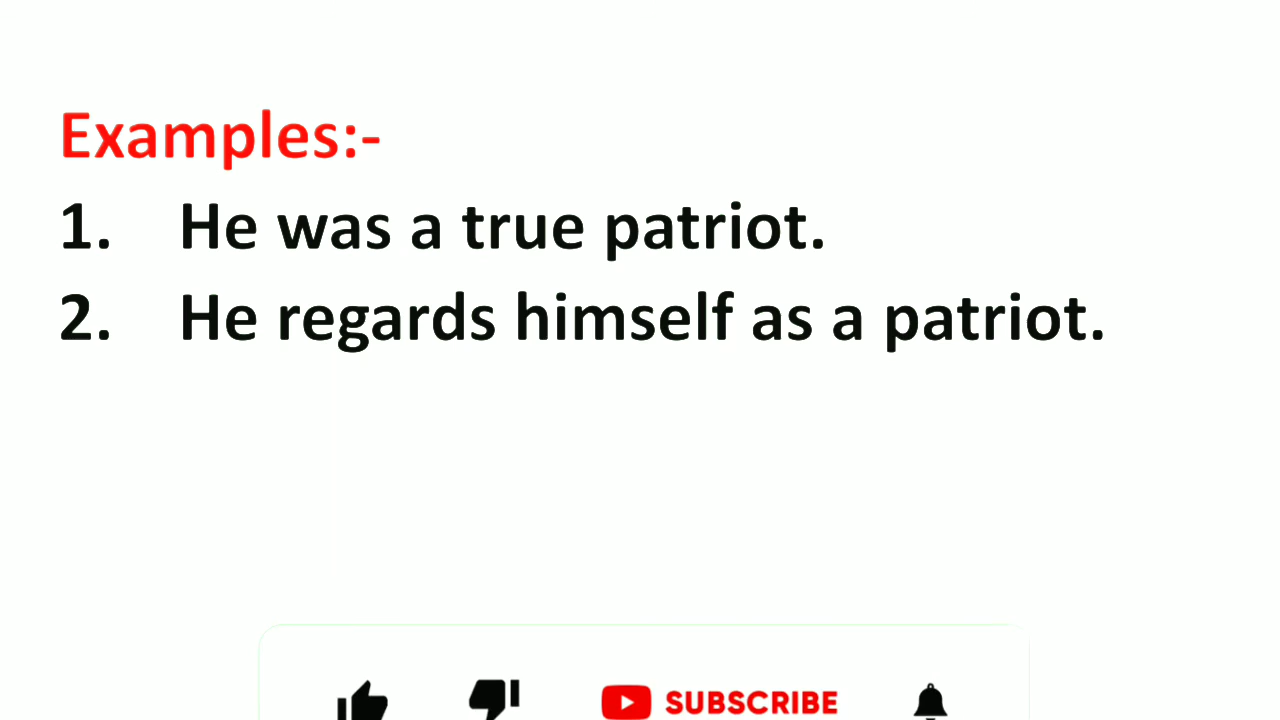 Examples:-
1. He was a true patriot.
2. He regards himself as a patriot.
SUBSCRIBE